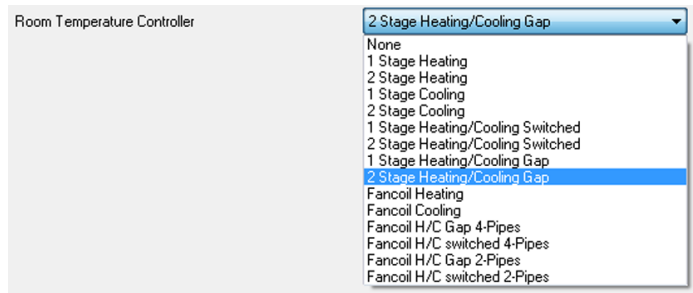 Room Temperature Controller
2 Stage Heating/Cooling Gap
None
1 Stage Heating
2 Stage Heating
1 Stage Cooling
2 Stage Cooling
1 Stage Heating/Cooling Switched
2 Stage Heating/Cooling Switched
1 Stage Heating/Cooling Gap
2 Stage Heating/Cooling Gap
Fancoil Heating
Fancoil Cooling
Fancoil H/C Gap 4-Pipes
Fancoil H/C switched 4-Pipes
Fancoil H/C Gap 2-Pipes
Fancoil H/C switched 2-Pipes